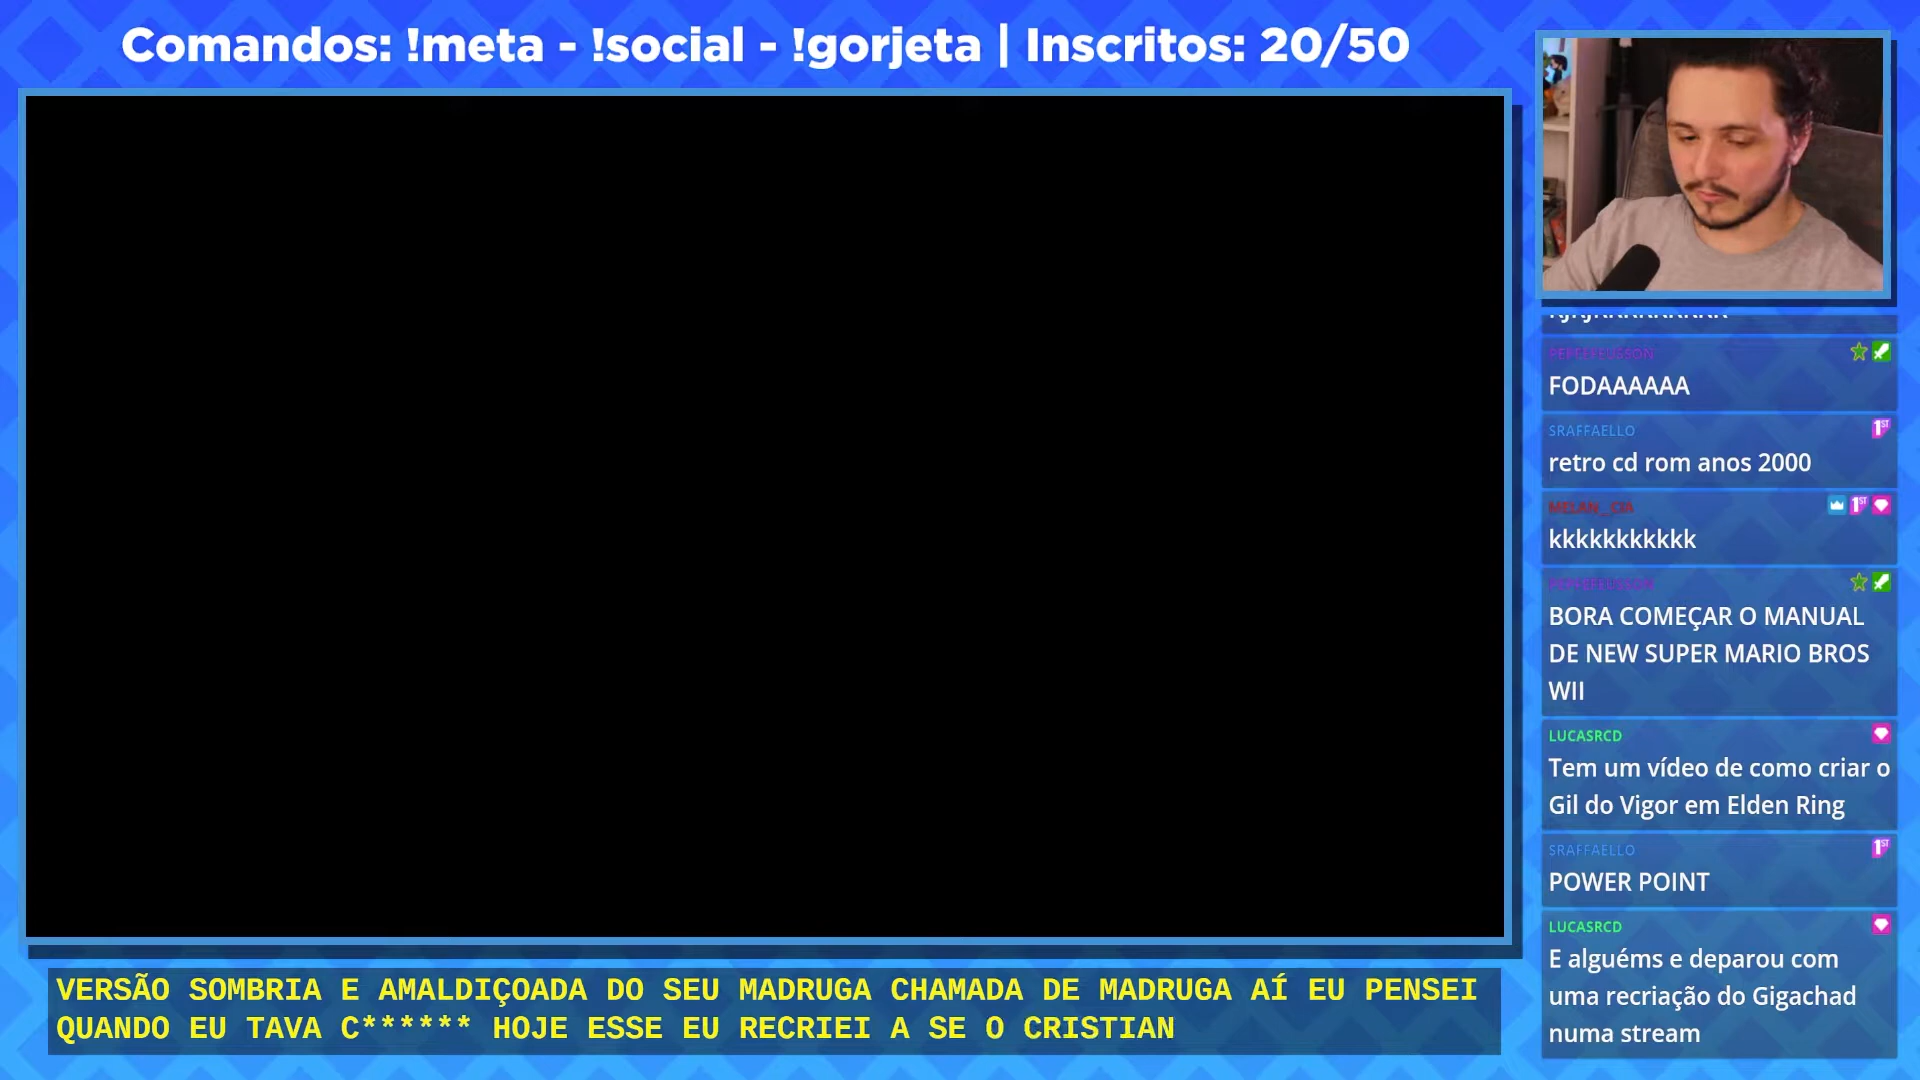 Comandos: !meta - !social - !gorjeta | Inscritos: 20/50
FODAAAAAA
SRAFFAELLO
retro cd rom anos 2000
MELAN__CIA
kkkkkkkkkkk
BORA COMEÇAR O MANUAL
DE NEW SUPER MARIO BROS
WII
LUCASRCD
Tem um vídeo de como criar o
Gil do Vigor em Elden Ring
SRAFFAELLO
POWER POINT
LUCASRCD
E alguéms e deparou com
uma recriação do Gigachad
numa stream
VERSÃO SOMBRIA E AMALDIÇOADA DO SEU MADRUGA CHAMADA DE MADRUGA AÍ EU PENSEI
QUANDO EU TAVA C****** HOJE ESSE EU RECRIEI A SE O CRISTIAN